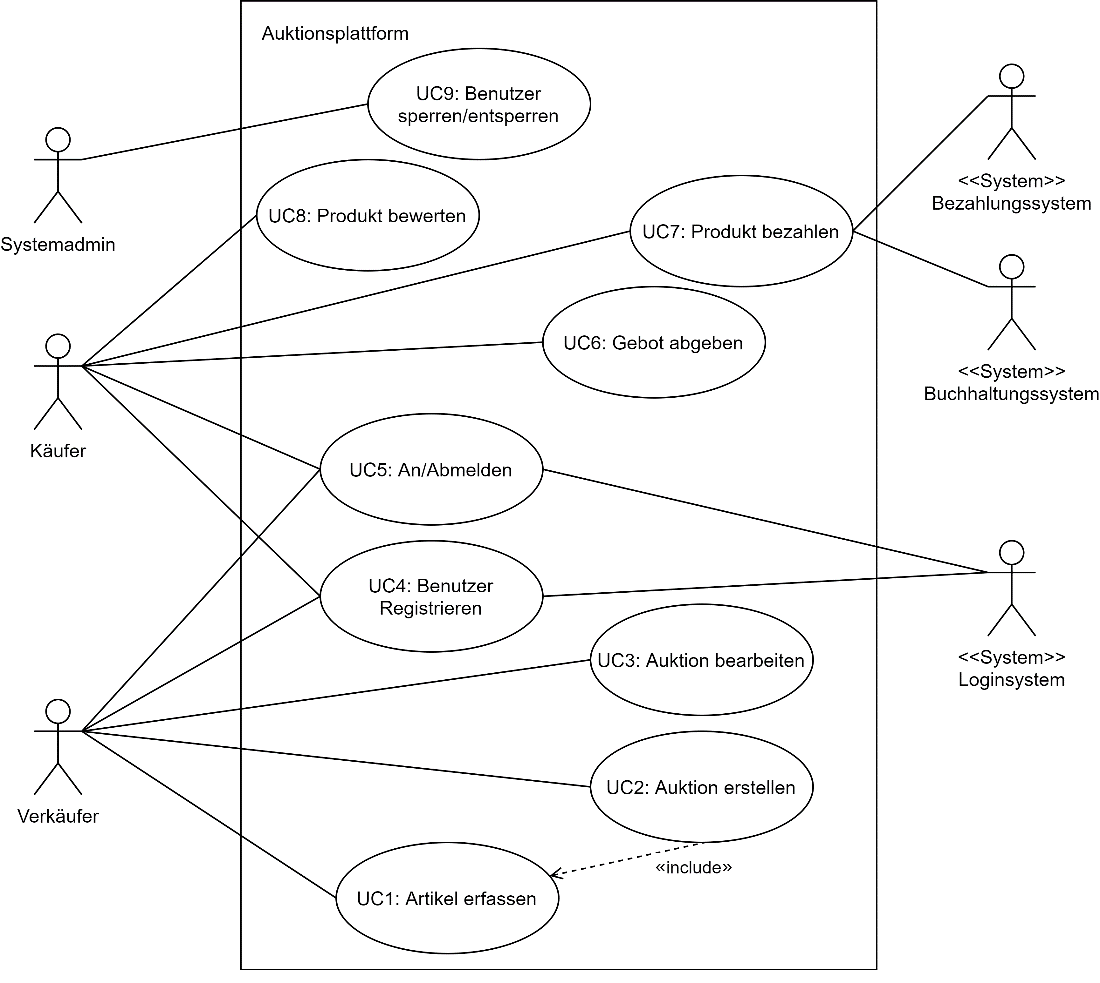 Auktionsplattform
UC9: Benutzer
sperren/entsperren
<<System>>
Bezahlungssystem
Systemadmin
UC8: Produkt bewerten
UC7: Produkt bezahlen
UC6: Gebot abgeben
<<System>>
Buchhaltungssystem
Käufer
UC5: An/Abmelden
UC4: Benutzer
Registrieren
UC3: Auktion bearbeiten
<<System>>
Loginsystem
UC2: Auktion erstellen
Verkäufer
«include»
UC1: Artikel erfassen